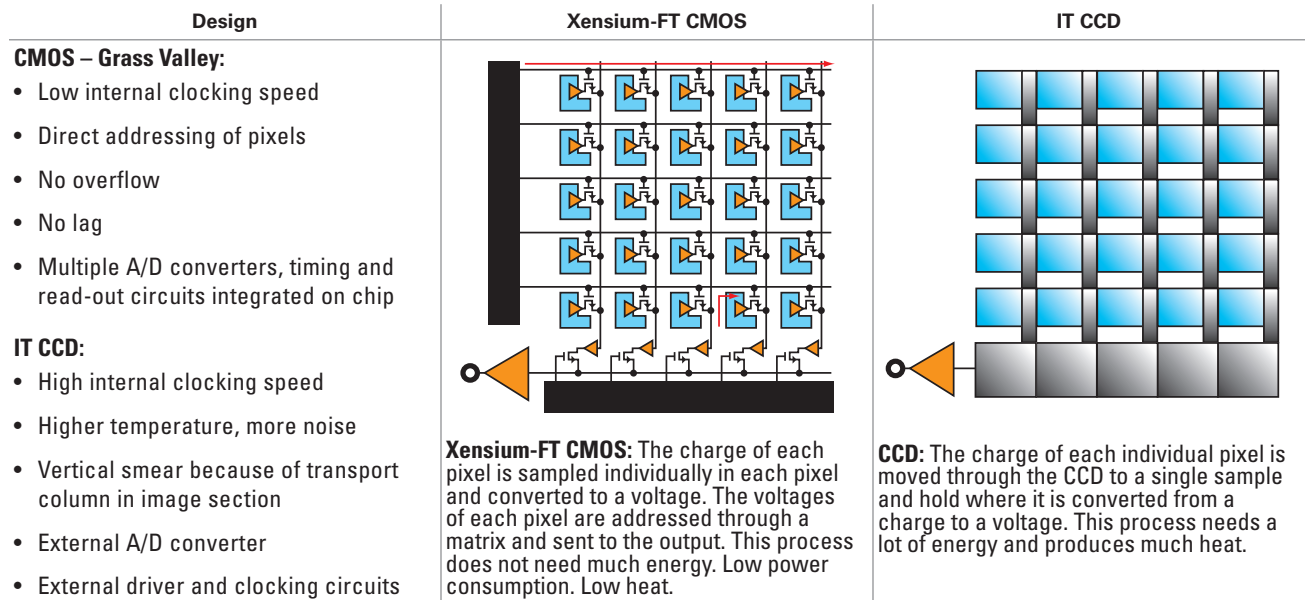 Design
Xensium-FT CMOS
IT CCD
CMOS – Grass Valley:
• Low internal clocking speed
• Direct addressing of pixels
• No overflow
• No lag
• Multiple A/D converters, timing and
read-out circuits integrated on chip
IT CCD:
• High internal clocking speed
• Higher temperature, more noise
• Vertical smear because of transport
column in image section
• External A/D converter
• External driver and clocking circuits
Xensium-FT CMOS: The charge of each
pixel is sampled individually in each pixel
and converted to a voltage. The voltages
of each pixel are addressed through a
matrix and sent to the output. This process
does not need much energy. Low power
consumption. Low heat.
CCD: The charge of each individual pixel is
moved through the CCD to a single sample
and hold where it is converted from a
charge to a voltage. This process needs a
lot of energy and produces much heat.